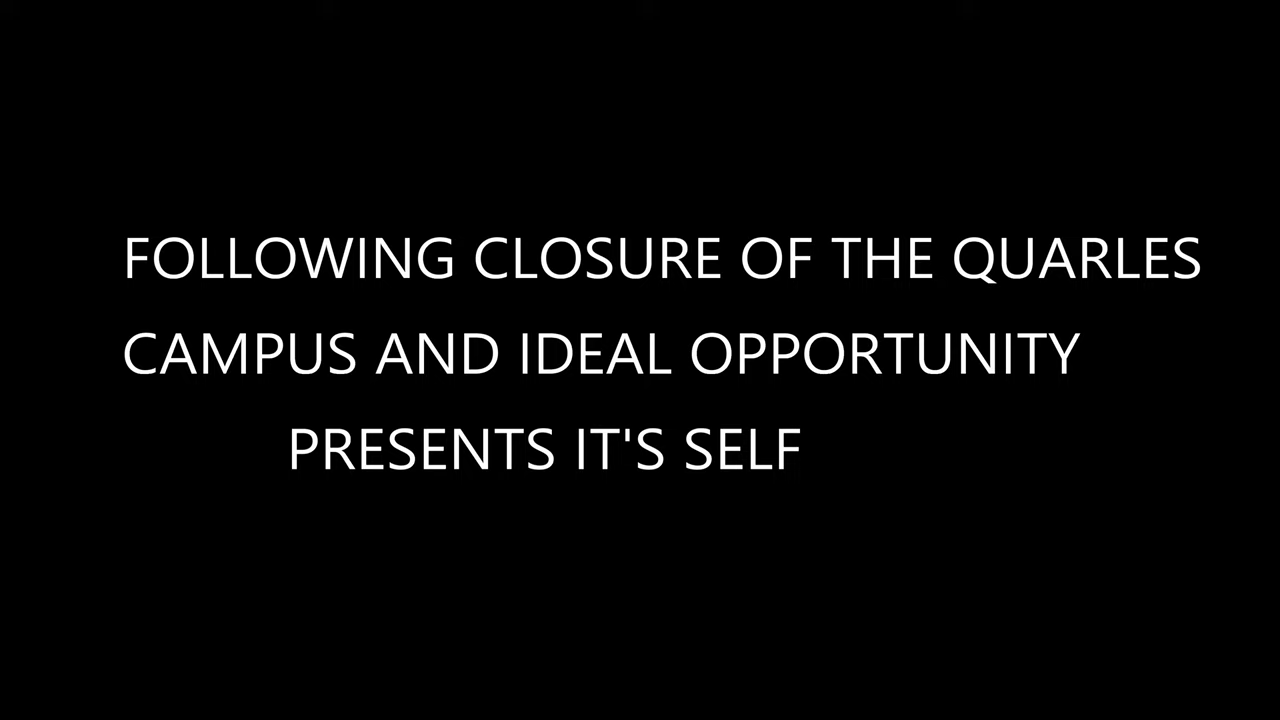 FOLLOWING CLOSURE OF THE QUARLES
CAMPUS AND IDEAL OPPORTUNITY
PRESENTS IT'S SELF